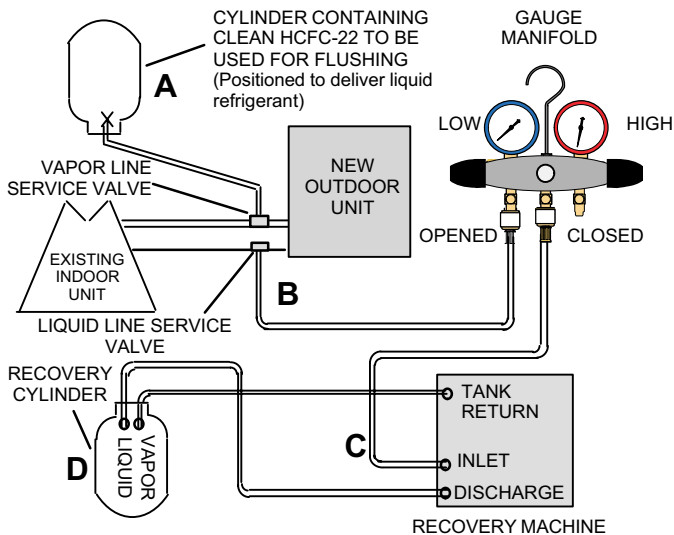 CYLINDER CONTAINING
CLEAN HCFC-22 TO BE
USED FOR FLUSHING
(Positioned to deliver liquid
refrigerant)
A
GAUGE
MANIFOLD
LOW
HIGH
VAPOR LINE
SERVICE VALVE
NEW
OUTDOOR
UNIT
OPENED
CLOSED
EXISTING
INDOOR
UNIT
B
LIQUID LINE SERVICE
VALVE
RECOVERY
CYLINDER
TANK
RETURN
C
D
LIQUID
VAPOR
INLET
DISCHARGE
RECOVERY MACHINE